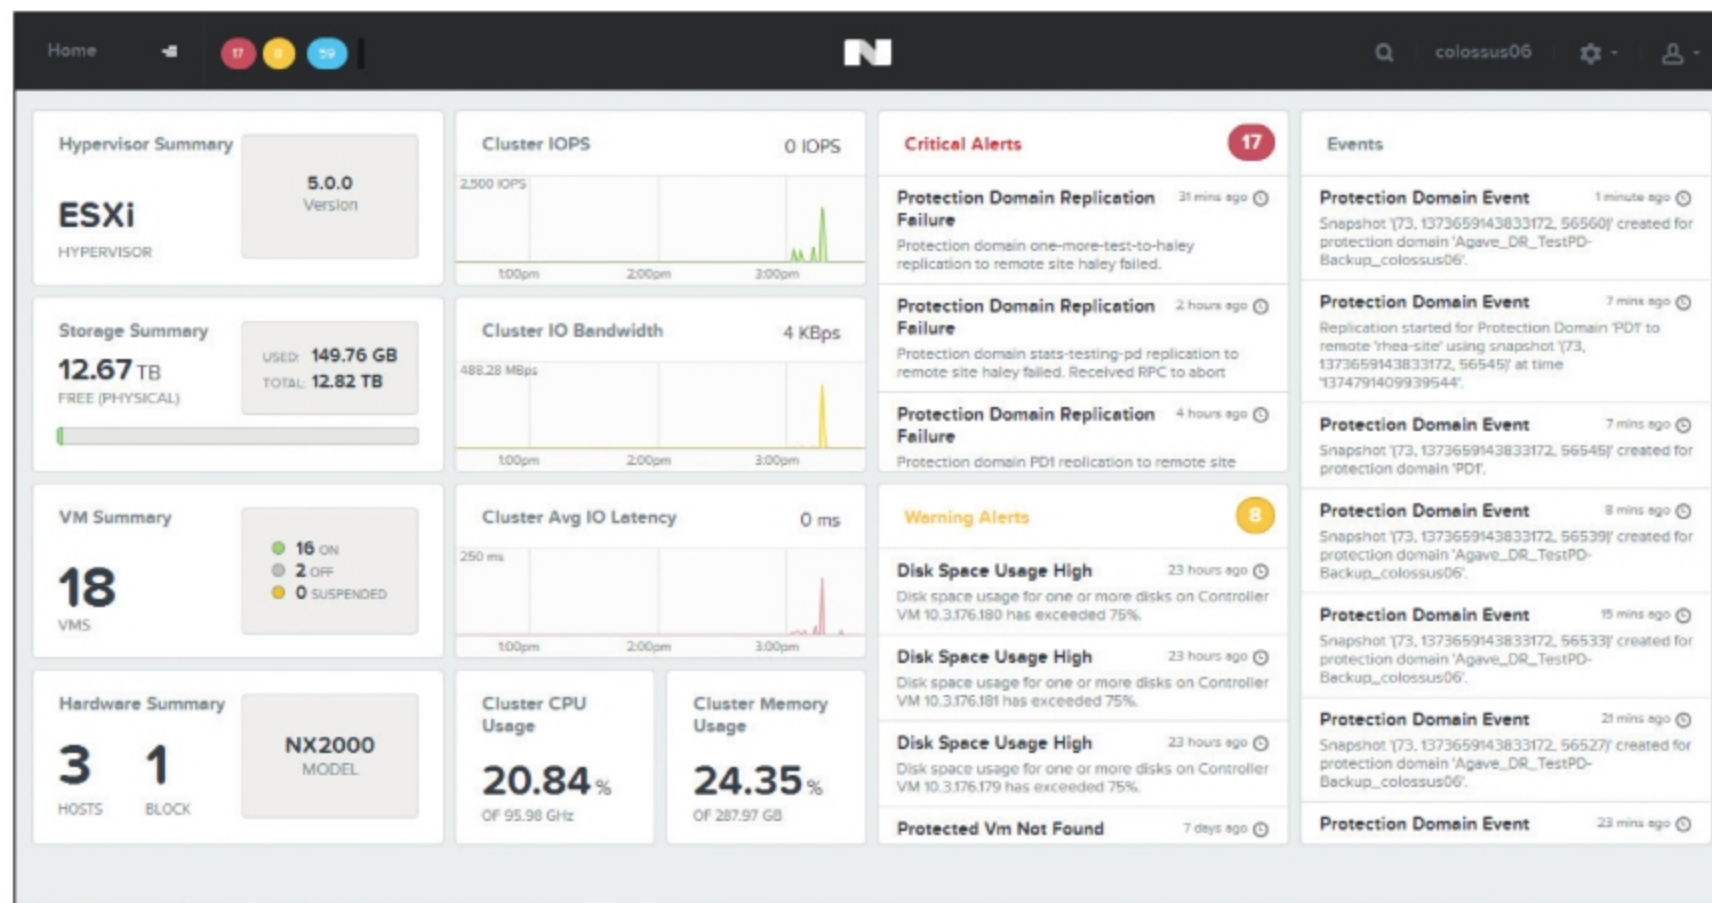 Home
17
8
59
colossus06
Hypervisor Summary
ESXi
HYPERVISOR
5.0.0
Version
Storage Summary
12.67 TB
FREE (PHYSICAL)
USED: 149.76 GB
TOTAL: 12.82 TB
VM Summary
18
VMS
16 ON
2 OFF
0 SUSPENDED
Hardware Summary
3 1
HOSTS BLOCK
NX2000
MODEL
Cluster IOPS 0 IOPS
2,500 IOPS
1:00pm 2:00pm 3:00pm
Cluster IO Bandwidth 4 KBps
488.28 MBps
1:00pm 2:00pm 3:00pm
Cluster Avg IO Latency 0 ms
250 ms
1:00pm 2:00pm 3:00pm
Cluster CPU
Usage
20.84 %
OF 95.98 GHz
Cluster Memory
Usage
24.35 %
OF 287.97 GB
Critical Alerts 17
Protection Domain Replication 31 mins ago
Failure
Protection domain one-more-test-to-haley
replication to remote site haley failed.
Protection Domain Replication 2 hours ago
Failure
Protection domain stats-testing-pd replication to
remote site haley failed. Received RPC to abort
Protection Domain Replication 4 hours ago
Failure
Protection domain PD1 replication to remote site
Warning Alerts 8
Disk Space Usage High 23 hours ago
Disk space usage for one or more disks on Controller
VM 10.3.176.180 has exceeded 75%.
Disk Space Usage High 23 hours ago
Disk space usage for one or more disks on Controller
VM 10.3.176.181 has exceeded 75%.
Disk Space Usage High 23 hours ago
Disk space usage for one or more disks on Controller
VM 10.3.176.179 has exceeded 75%.
Protected Vm Not Found 7 days ago
Events
Protection Domain Event 1 minute ago
Snapshot '(73, 1373659143833172, 56560)' created for
protection domain 'Agave_DR_TestPD-
Backup_colossus06'.
Protection Domain Event 7 mins ago
Replication started for Protection Domain 'PD1' to
remote 'rhea-site' using snapshot '(73,
1373659143833172, 56545)' at time
'1374791409939544'.
Protection Domain Event 7 mins ago
Snapshot '(73, 1373659143833172, 56545)' created for
protection domain 'PD1'.
Protection Domain Event 8 mins ago
Snapshot '(73, 1373659143833172, 56539)' created for
protection domain 'Agave_DR_TestPD-
Backup_colossus06'.
Protection Domain Event 15 mins ago
Snapshot '(73, 1373659143833172, 56533)' created for
protection domain 'Agave_DR_TestPD-
Backup_colossus06'.
Protection Domain Event 21 mins ago
Snapshot '(73, 1373659143833172, 56527)' created for
protection domain 'Agave_DR_TestPD-
Backup_colossus06'.
Protection Domain Event 23 mins ago